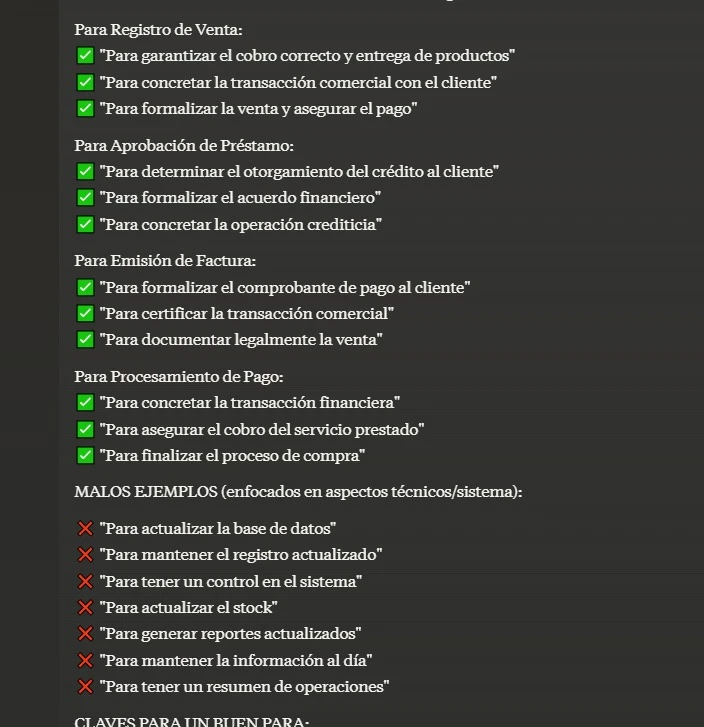 Para Registro de Venta:
✅ "Para garantizar el cobro correcto y entrega de productos"
✅ "Para concretar la transacción comercial con el cliente"
✅ "Para formalizar la venta y asegurar el pago"
Para Aprobación de Préstamo:
✅ "Para determinar el otorgamiento del crédito al cliente"
✅ "Para formalizar el acuerdo financiero"
✅ "Para concretar la operación crediticia"
Para Emisión de Factura:
✅ "Para formalizar el comprobante de pago al cliente"
✅ "Para certificar la transacción comercial"
✅ "Para documentar legalmente la venta"
Para Procesamiento de Pago:
✅ "Para concretar la transacción financiera"
✅ "Para asegurar el cobro del servicio prestado"
✅ "Para finalizar el proceso de compra"
MALOS EJEMPLOS (enfocados en aspectos técnicos/sistema):
❌ "Para actualizar la base de datos"
❌ "Para mantener el registro actualizado"
❌ "Para tener un control en el sistema"
❌ "Para actualizar el stock"
❌ "Para generar reportes actualizados"
❌ "Para mantener la información al día"
❌ "Para tener un resumen de operaciones"
CLAVES PARA UN BUEN PARA: